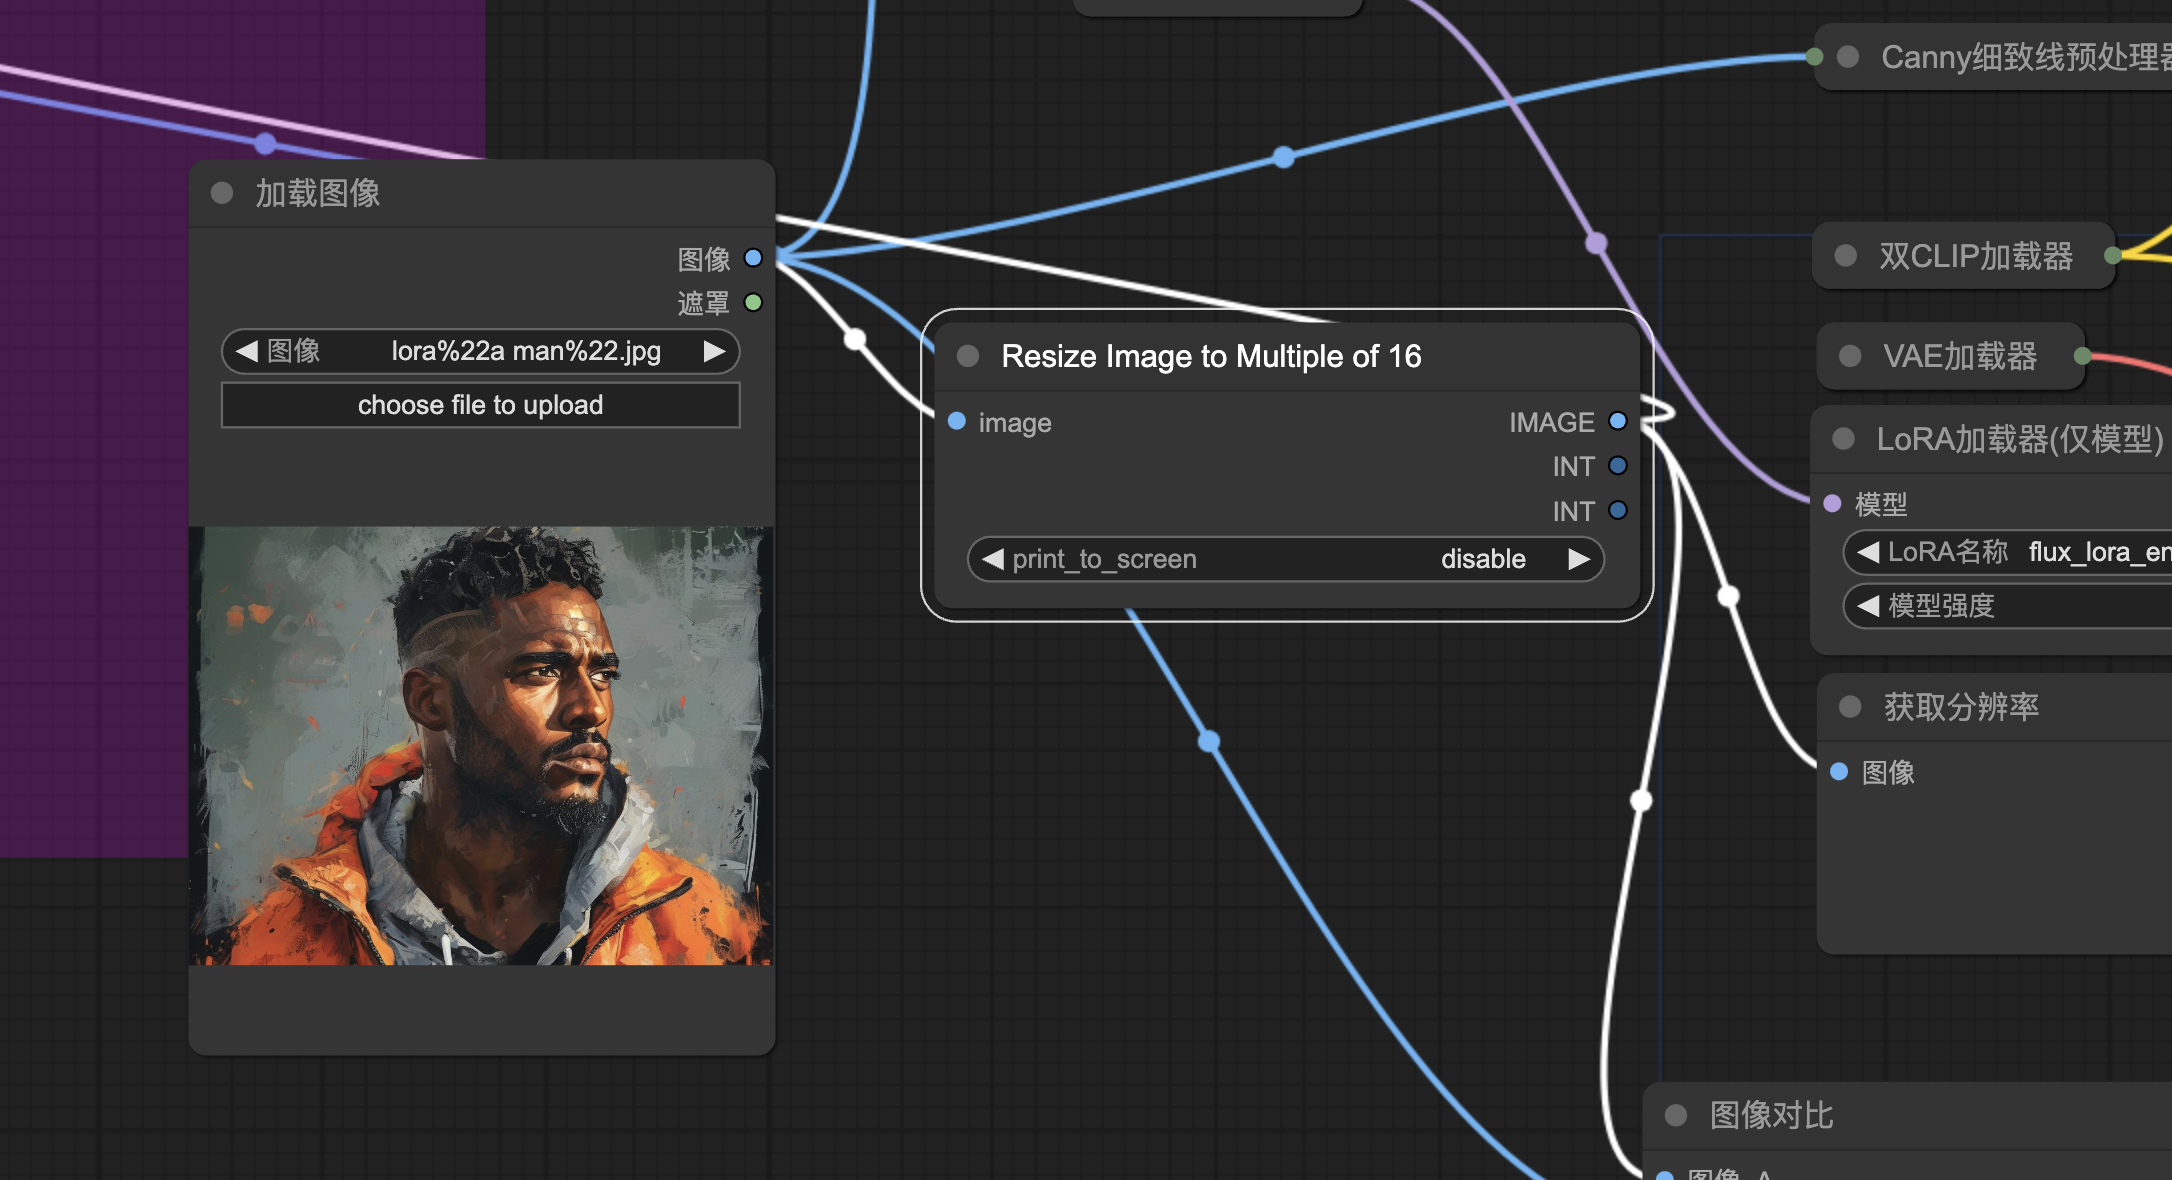 加载图像
图像
遮罩
图像 lora%22a man%22.jpg
choose file to upload
Resize Image to Multiple of 16
image
IMAGE
INT
INT
print_to_screen disable
Canny细致线预处理器
双CLIP加载器
VAE加载器
LoRA加载器(仅模型)
模型
LoRA名称 flux_lora_en
模型强度
获取分辨率
图像
图像对比
图像_A